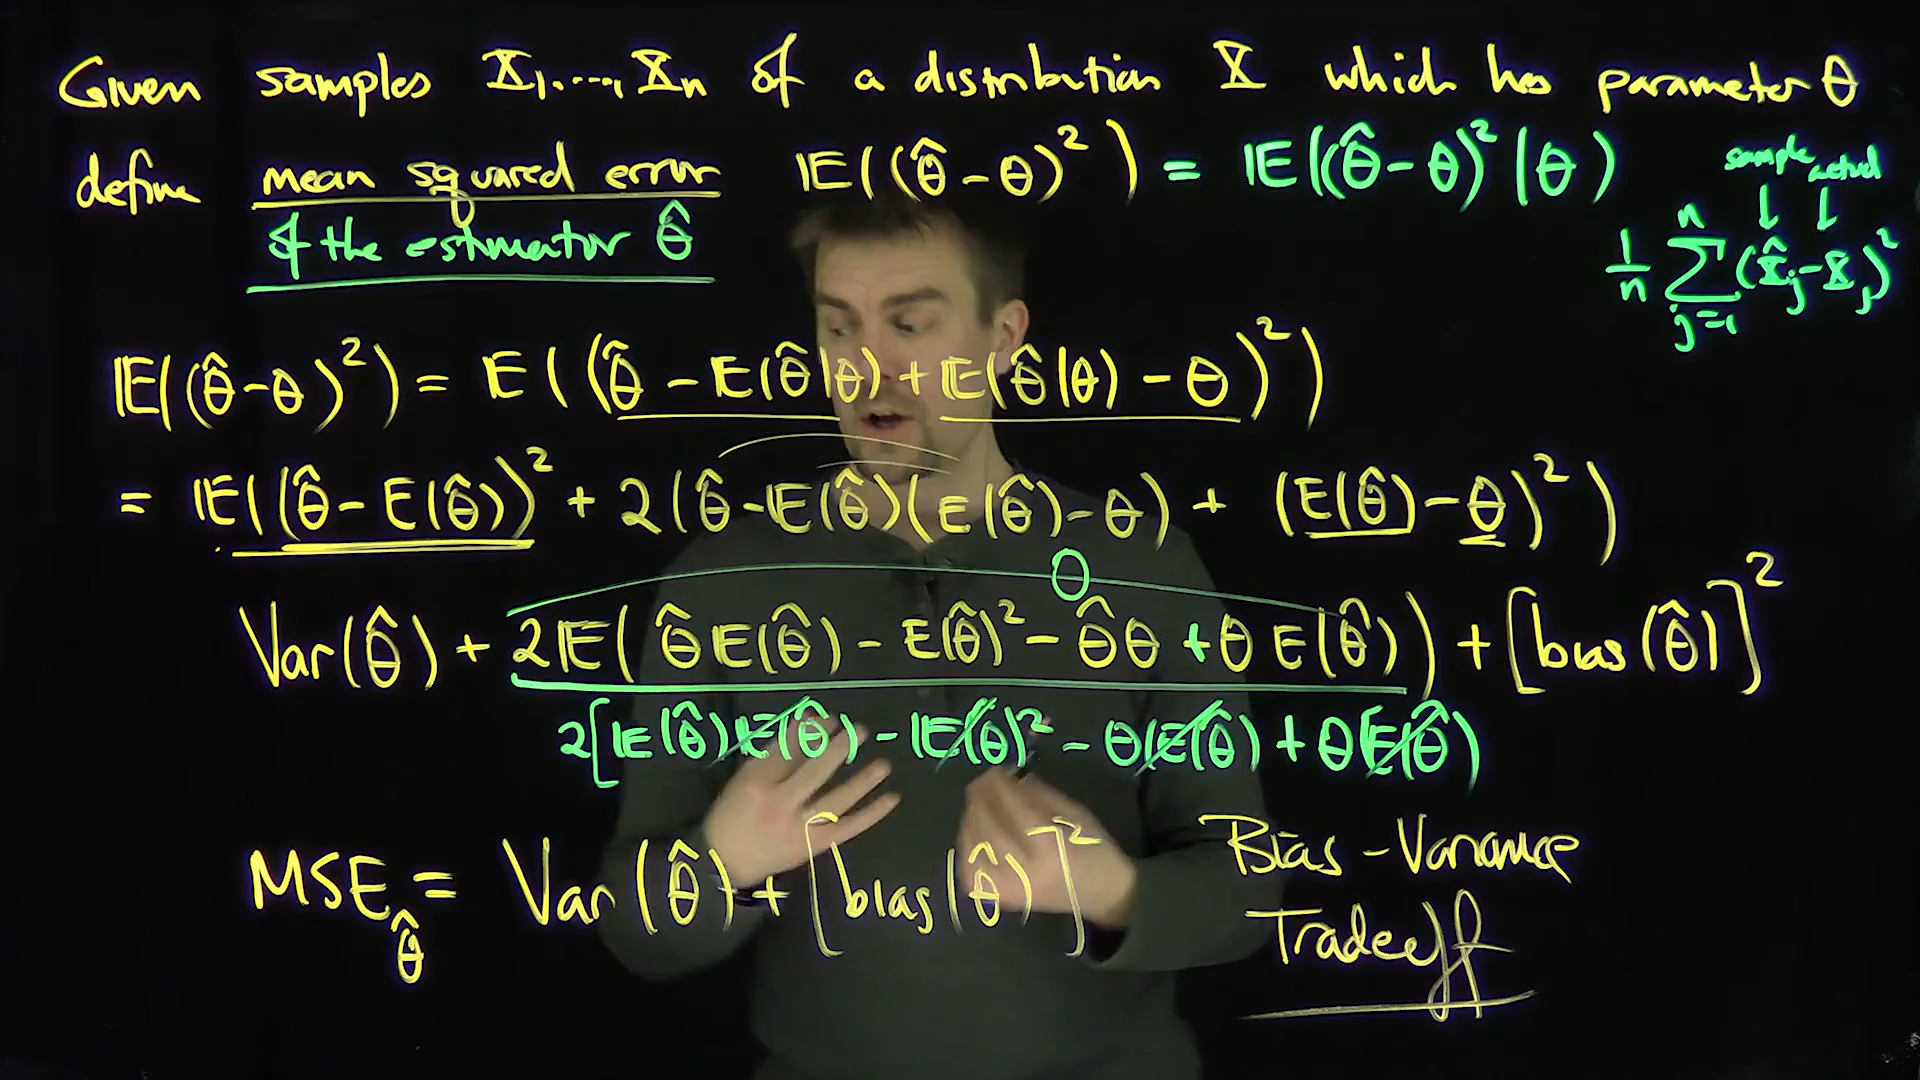 Given samples X₁,...,Xₙ of a distribution X which has parameter θ
define mean squared error 𝔼((θ̂-θ)²) = 𝔼((θ̂-θ)²|θ)
of the estimator θ̂
sample actual
↓ ↓
1/n Σ_{j=1}^{n} (X̂ⱼ-Xⱼ)²
𝔼((θ̂-θ)²) = 𝔼((θ̂ - 𝔼(θ̂|θ) + 𝔼(θ̂|θ) - θ)²)
= 𝔼((θ̂-E(θ̂))² + 2(θ̂-𝔼(θ̂)(E(θ̂)-θ) + (E(θ̂)-θ)²)
0
Var(θ̂) + 2𝔼(θ̂E(θ̂) - E(θ̂)² - θ̂θ + θE(θ̂)) + [bias(θ̂)]²
2[𝔼(θ̂)𝔼(θ̂) - 𝔼(θ̂)² - θ𝔼(θ̂) + θ𝔼(θ̂)
MSE_θ̂ = Var(θ̂) + [bias(θ̂)]²
Bias-Variance
Tradeoff